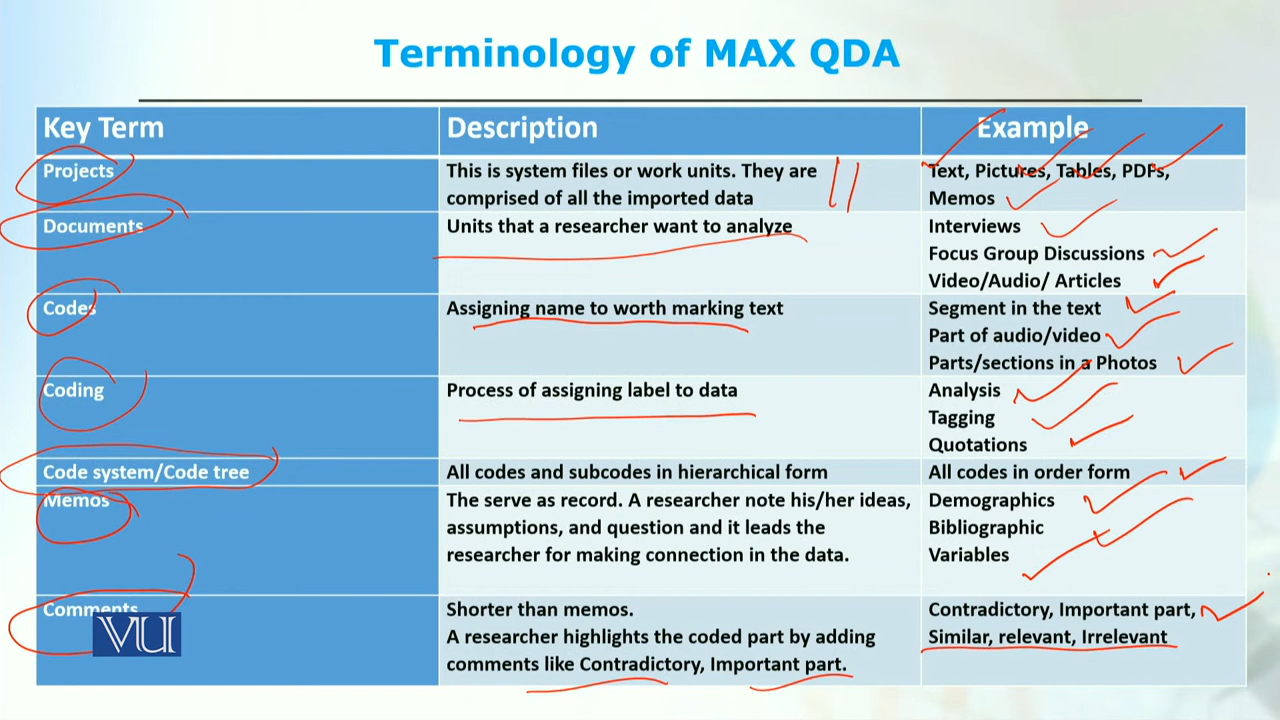 Terminology of MAX QDA
Key Term
Description
Example
Projects
This is system files or work units. They are
comprised of all the imported data
Text, Pictures, Tables, PDFs,
Memos
Documents
Units that a researcher want to analyze
Interviews
Focus Group Discussions
Video/Audio/ Articles
Codes
Assigning name to worth marking text
Segment in the text
Part of audio/video
Parts/sections in a Photos
Coding
Process of assigning label to data
Analysis
Tagging
Quotations
Code system/Code tree
All codes and subcodes in hierarchical form
All codes in order form
Memos
The serve as record. A researcher note his/her ideas,
assumptions, and question and it leads the
researcher for making connection in the data.
Demographics
Bibliographic
Variables
Comments
Shorter than memos.
A researcher highlights the coded part by adding
comments like Contradictory, Important part.
Contradictory, Important part,
Similar, relevant, Irrelevant
VU